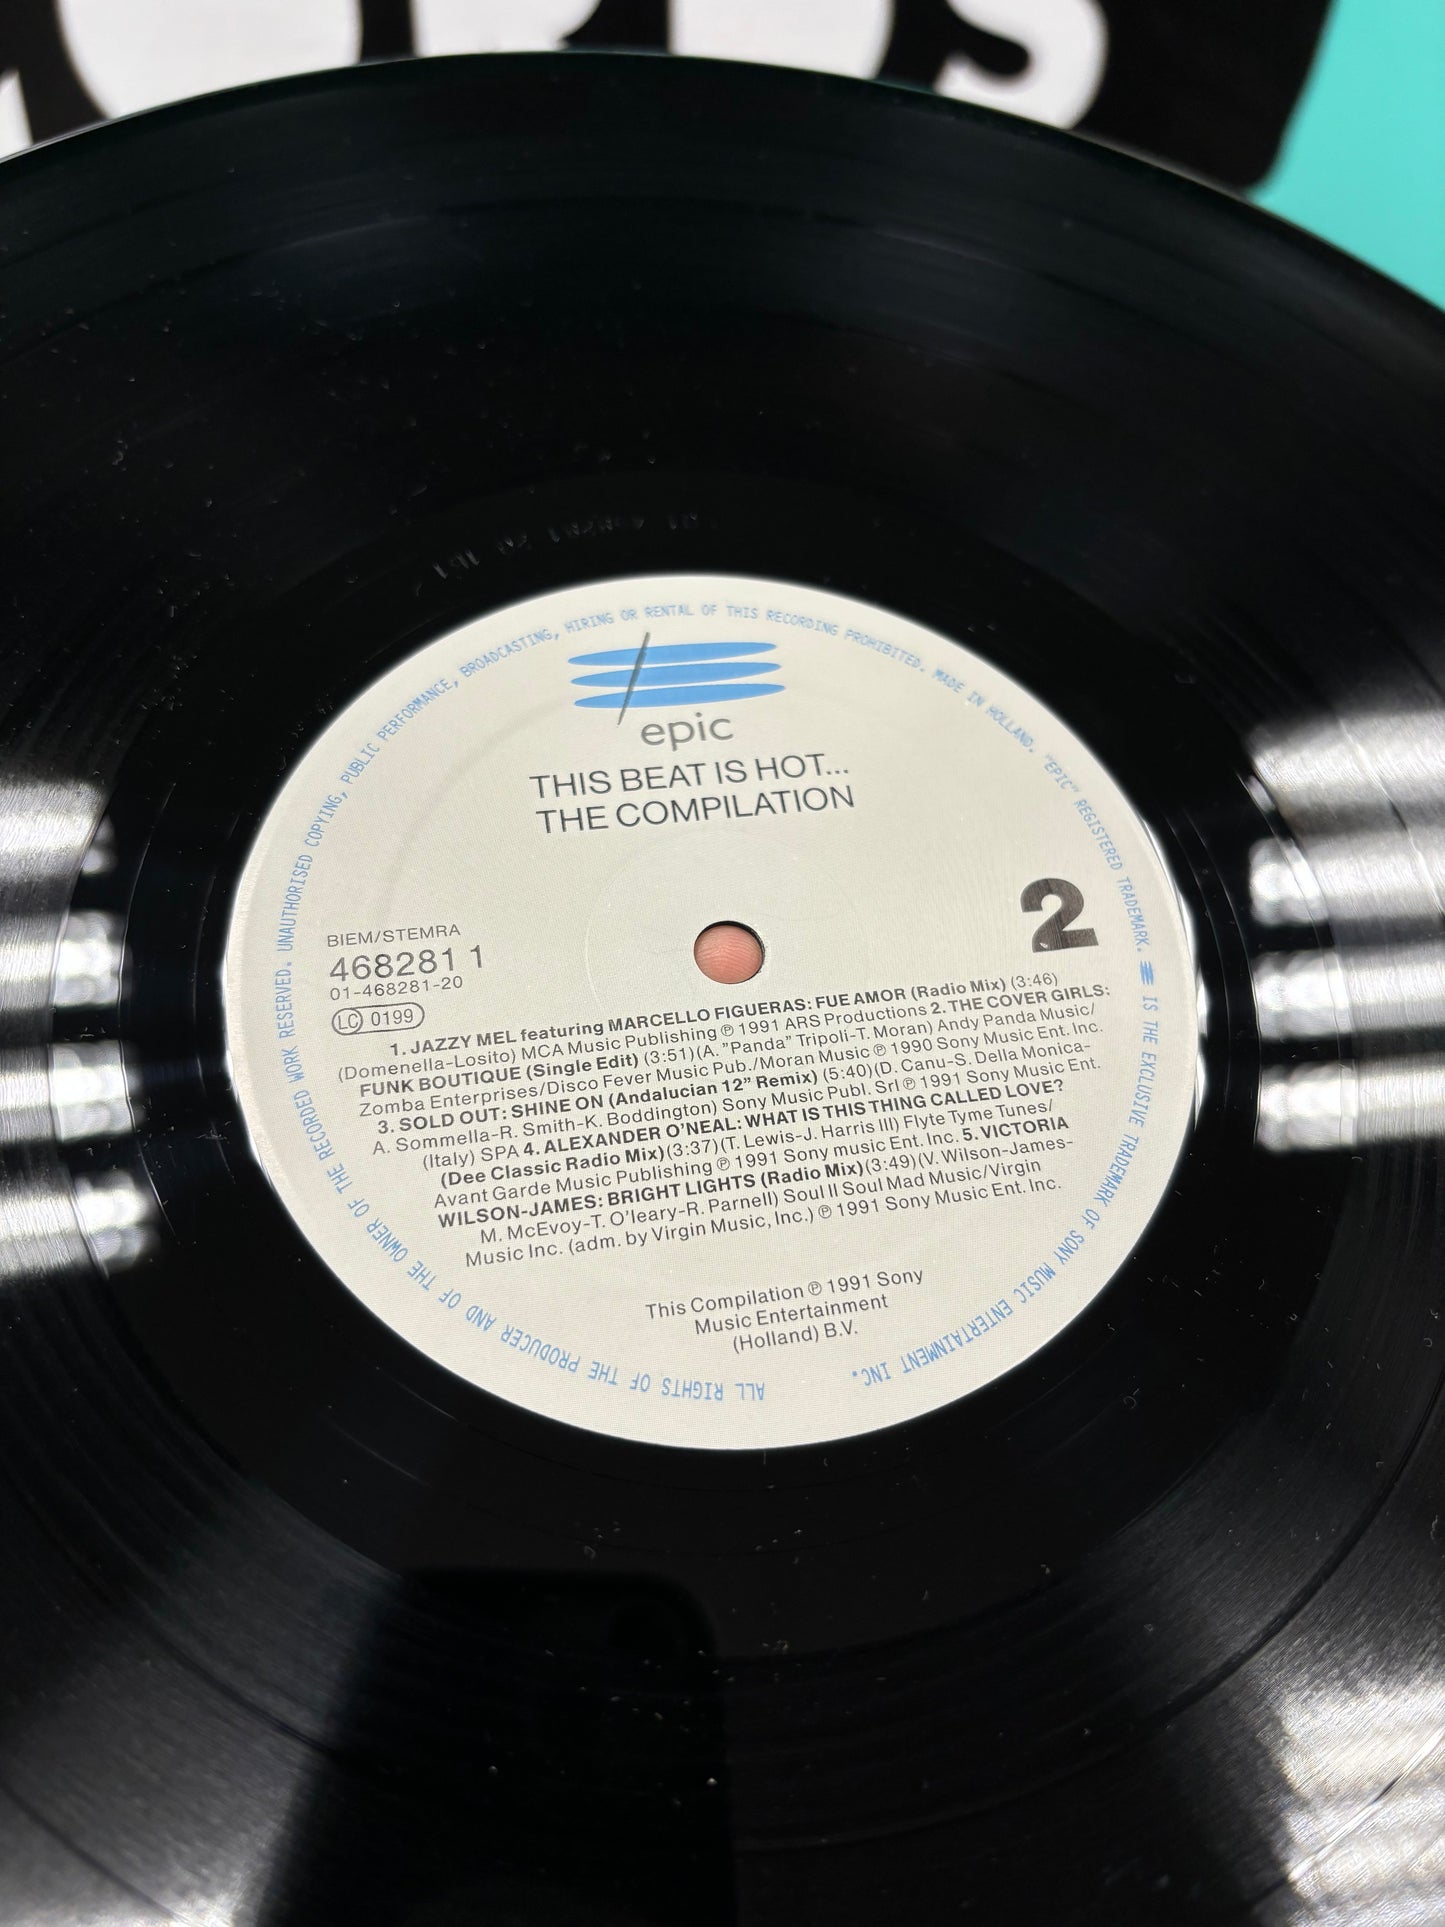 epic
THIS BEAT IS HOT...
THE COMPILATION
2
BIEM/STEMRA
468281 1
01-468281-20
LC 0199
1. JAZZY MEL featuring MARCELLO FIGUERAS: FUE AMOR (Radio Mix) (3:46)
(Domenella-Losito) MCA Music Publishing ℗ 1991 ARS Productions 2. THE COVER GIRLS:
FUNK BOUTIQUE (Single Edit) (3:51)(A. "Panda" Tripoli-T. Moran) Andy Panda Music/
Zomba Enterprises/Disco Fever Music Pub./Moran Music ℗ 1990 Sony Music Ent. Inc.
3. SOLD OUT: SHINE ON (Andalucian 12" Remix) (5:40)(D. Canu-S. Della Monica-
A. Sommella-R. Smith-K. Boddington) Sony Music Publ. Srl ℗ 1991 Sony Music Ent.
(Italy) SPA 4. ALEXANDER O'NEAL: WHAT IS THIS THING CALLED LOVE?
(Dee Classic Radio Mix)(3:37)(T. Lewis-J. Harris III) Flyte Tyme Tunes/
Avant Garde Music Publishing ℗ 1991 Sony music Ent. Inc. 5. VICTORIA
WILSON-JAMES: BRIGHT LIGHTS (Radio Mix)(3:49)(V. Wilson-James-
M. McEvoy-T. O'leary-R. Parnell) Soul II Soul Mad Music/Virgin
Music Inc. (adm. by Virgin Music, Inc.) ℗ 1991 Sony Music Ent. Inc.
This Compilation ℗ 1991 Sony
Music Entertainment
(Holland) B.V.
ALL RIGHTS OF THE PRODUCER AND OF THE OWNER OF THE RECORDED WORK RESERVED. UNAUTHORISED COPYING, PUBLIC PERFORMANCE, BROADCASTING, HIRING OR RENTAL OF THIS RECORDING PROHIBITED. MADE IN HOLLAND. "EPIC" REGISTERED TRADEMARK. IS THE EXCLUSIVE TRADEMARK OF SONY MUSIC ENTERTAINMENT INC.